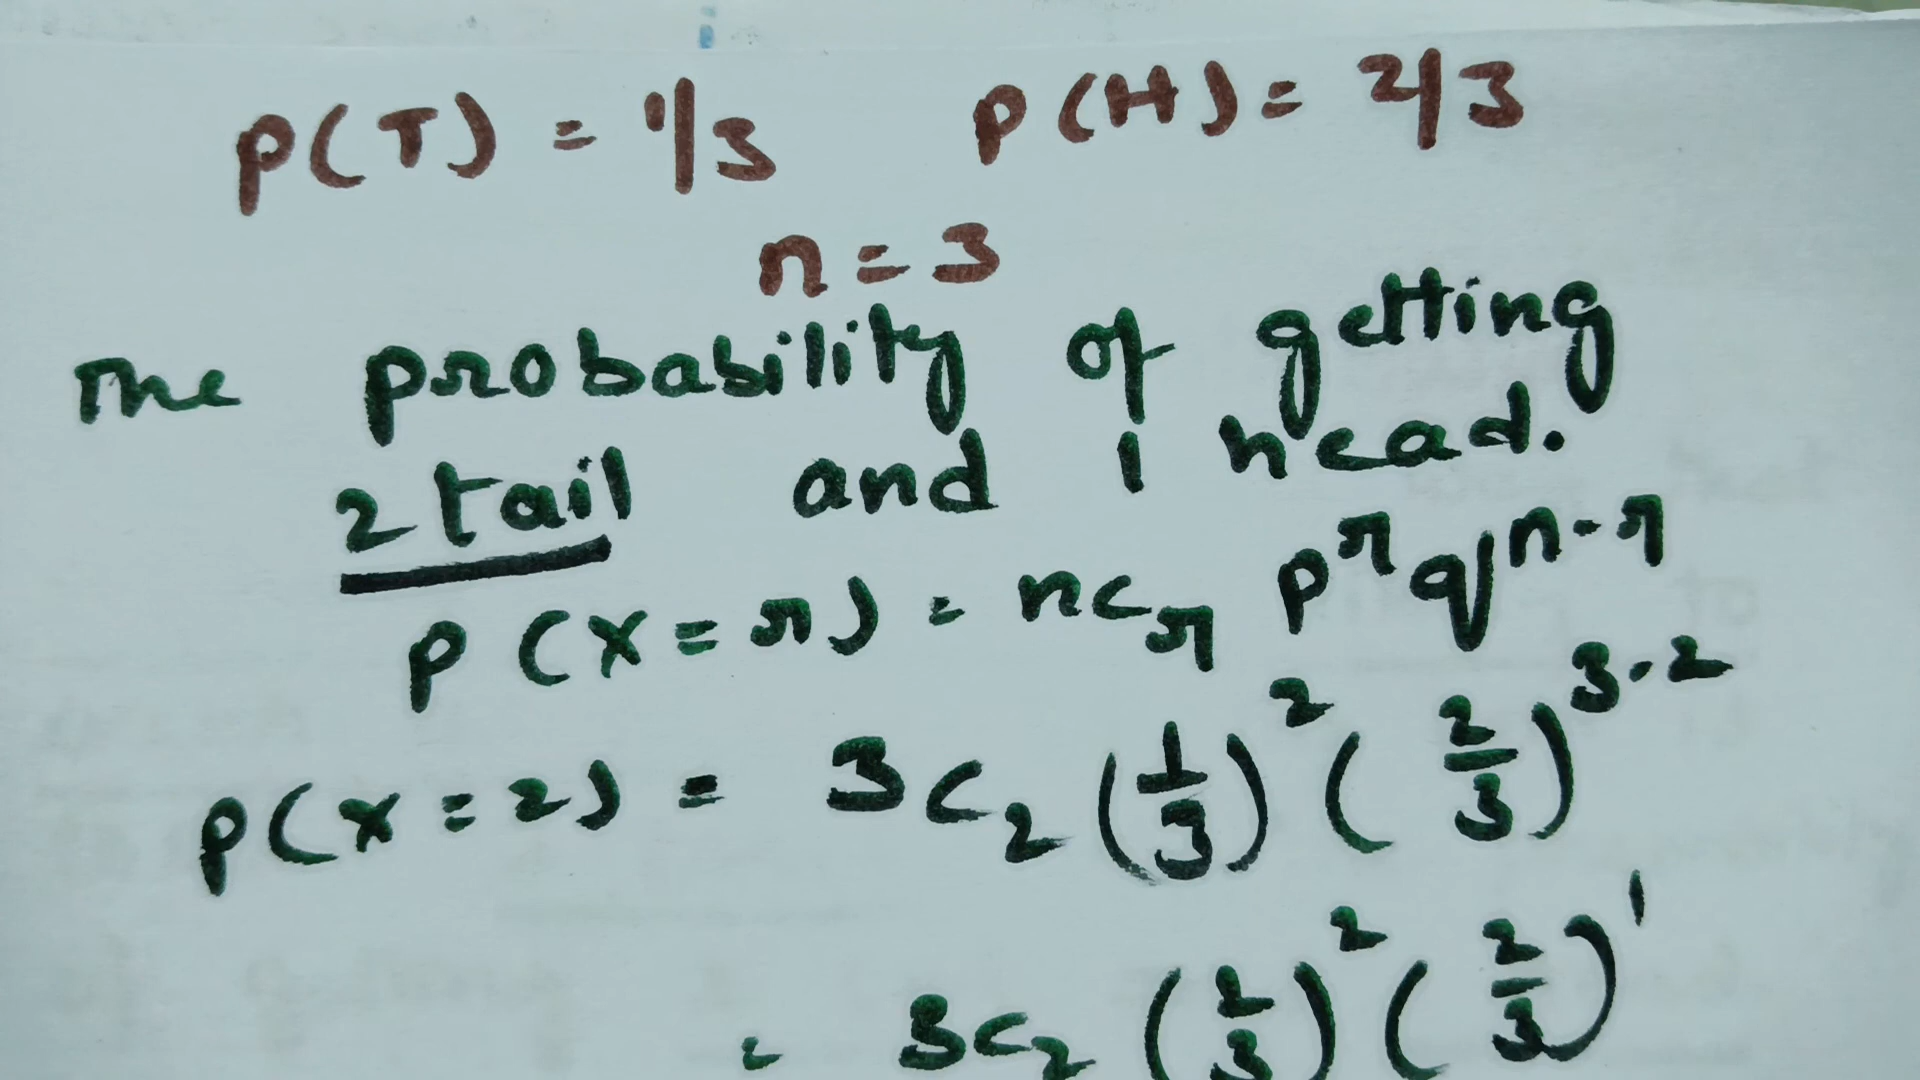 P(T) = 1/3 P(H) = 2/3
n = 3
The probability of getting
2 tail and 1 head.
P(X = r) = nCr p^r q^n-r
P(X = 2) = 3C2 (1/3)^2 (2/3)^3-2
= 3C2 (2/3)^2 (2/3)^1